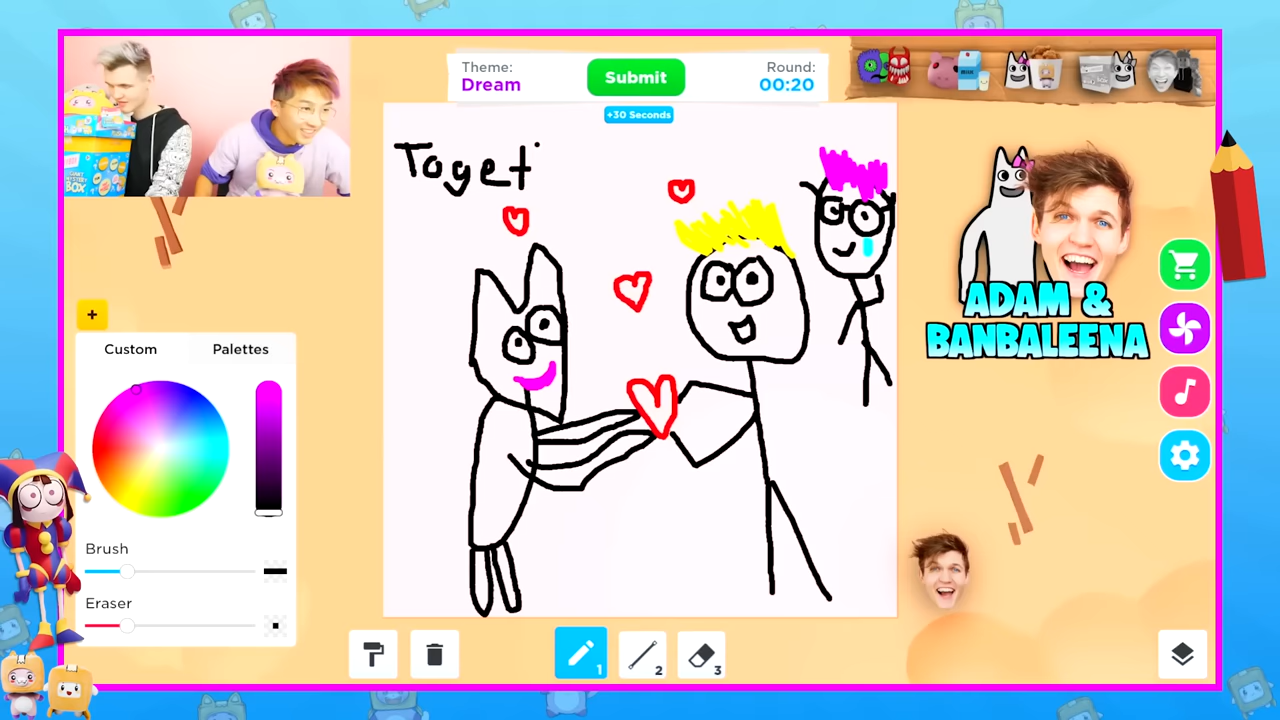 Theme:
Dream
Submit
Round:
00:20
+30 Seconds
Toget
ADAM &
BANBALEENA
+
Custom
Palettes
Brush
Eraser
1
2
3